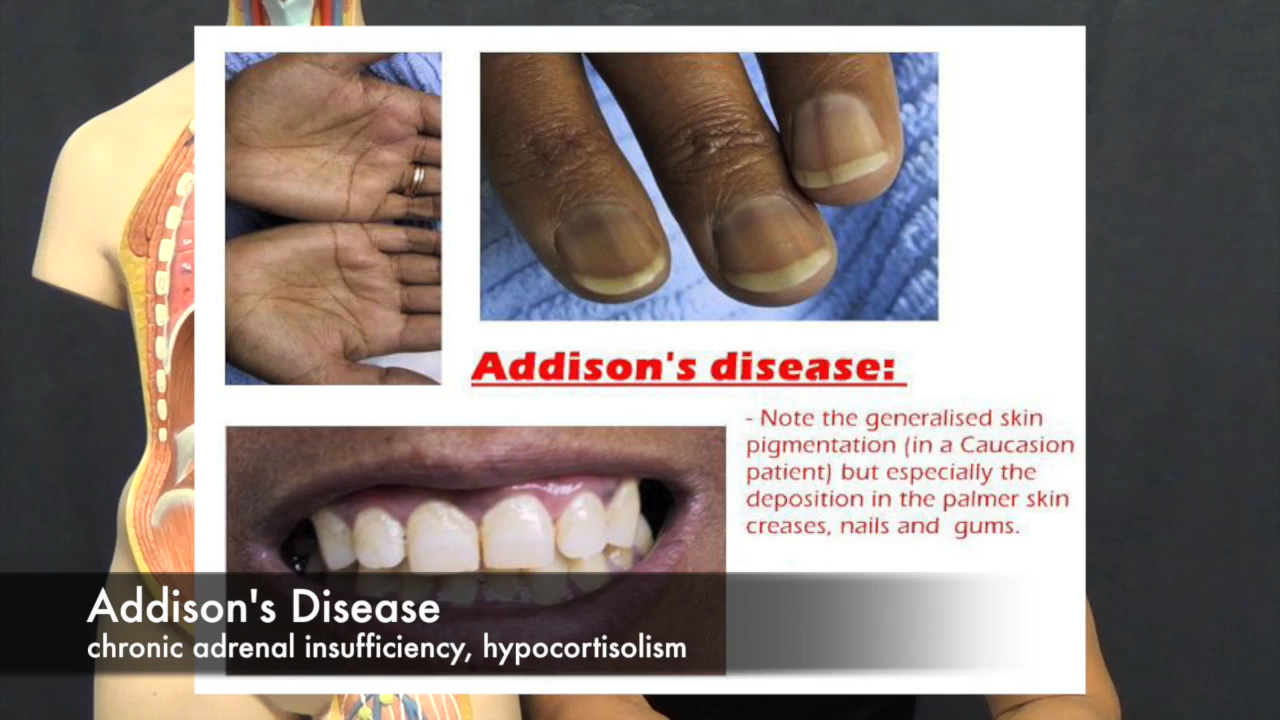 Addison's disease:
- Note the generalised skin
pigmentation (in a Caucasion
patient) but especially the
deposition in the palmer skin
creases, nails and gums.
Addison's Disease
chronic adrenal insufficiency, hypocortisolism